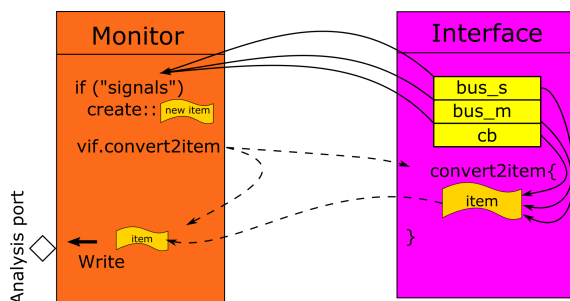 Monitor
if ("signals")
create::
new item
vif.convert2item
item
Write
Analysis port
Interface
bus_s
bus_m
cb
convert2item{
item
}